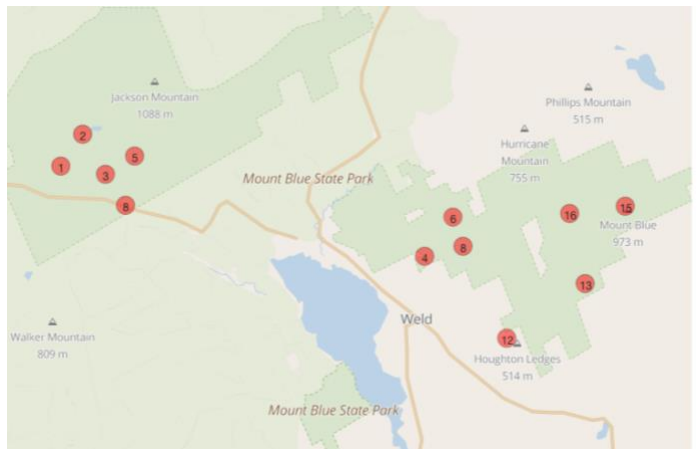 Jackson Mountain
1088 m
Phillips Mountain
515 m
2
Hurricane
Mountain
755 m
5
1
3
Mount Blue State Park
8
15
16
6
Mount Blue
973 m
8
4
13
Weld
Walker Mountain
809 m
12
Houghton Ledges
514 m
Mount Blue State Park